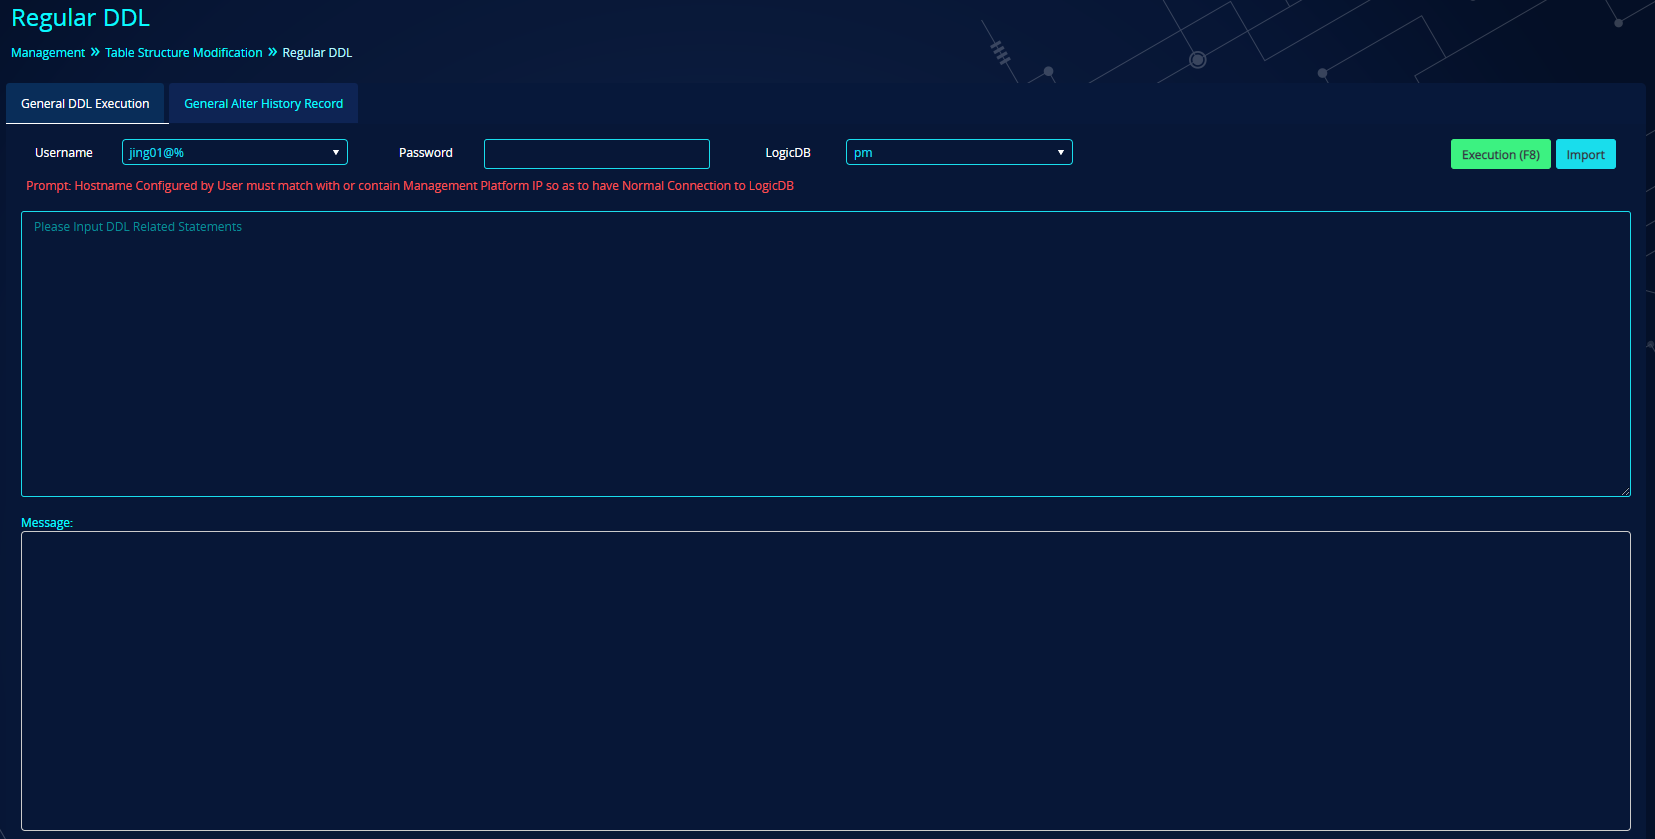 Regular DDL
Management » Table Structure Modification » Regular DDL
General DDL Execution General Alter History Record
Username jing01@% Password LogicDB pm Execution (F8) Import
Prompt: Hostname Configured by User must match with or contain Management Platform IP so as to have Normal Connection to LogicDB
Please Input DDL Related Statements
Message: